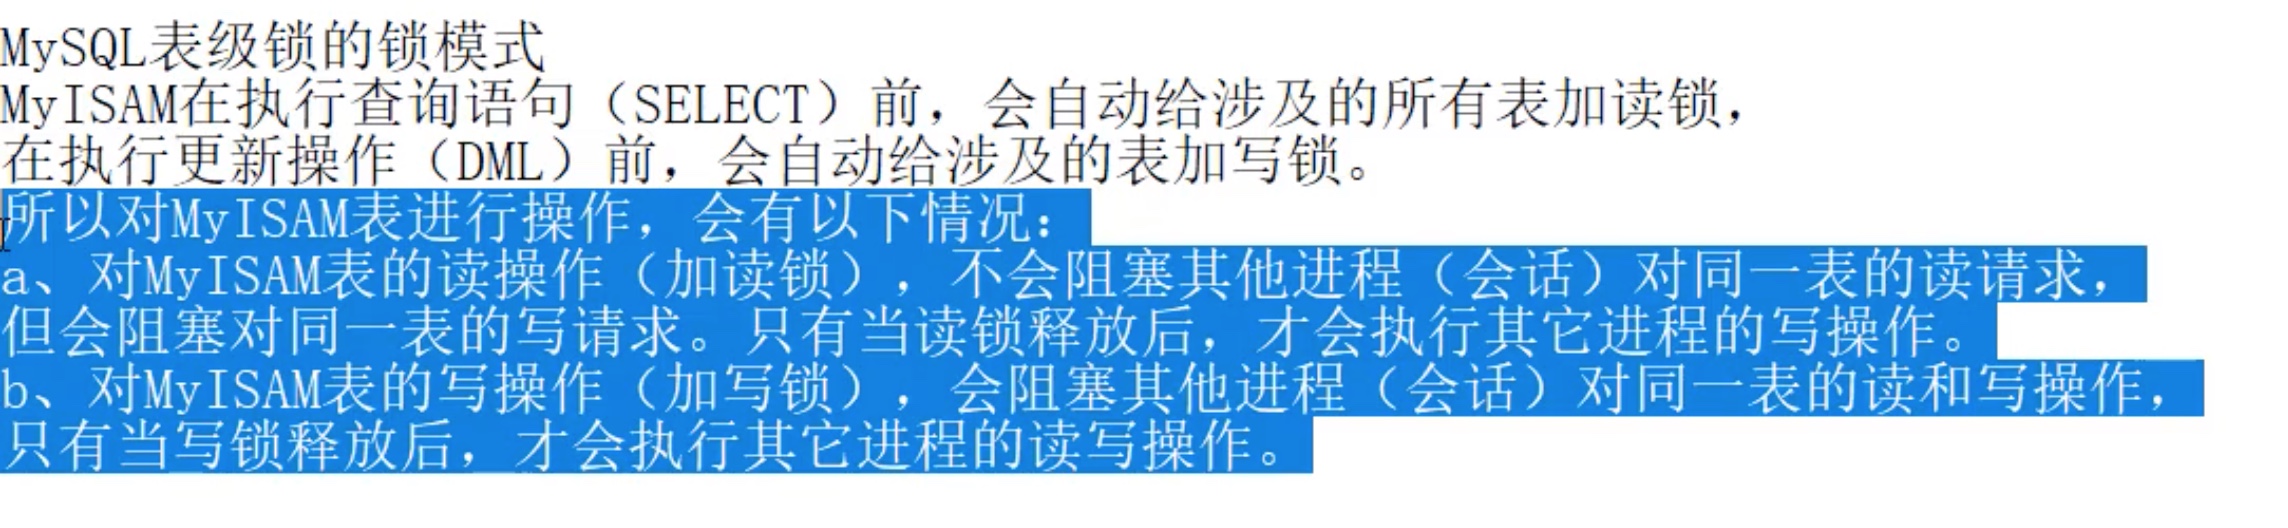 MySQL表级锁的锁模式
MyISAM在执行查询语句（SELECT）前，会自动给涉及的所有表加读锁，
在执行更新操作（DML）前，会自动给涉及的表加写锁。
所以对MyISAM表进行操作，会有以下情况：
a、对MyISAM表的读操作（加读锁），不会阻塞其他进程（会话）对同一表的读请求，
但会阻塞对同一表的写请求。只有当读锁释放后，才会执行其它进程的写操作。
b、对MyISAM表的写操作（加写锁），会阻塞其他进程（会话）对同一表的读和写操作，
只有当写锁释放后，才会执行其它进程的读写操作。